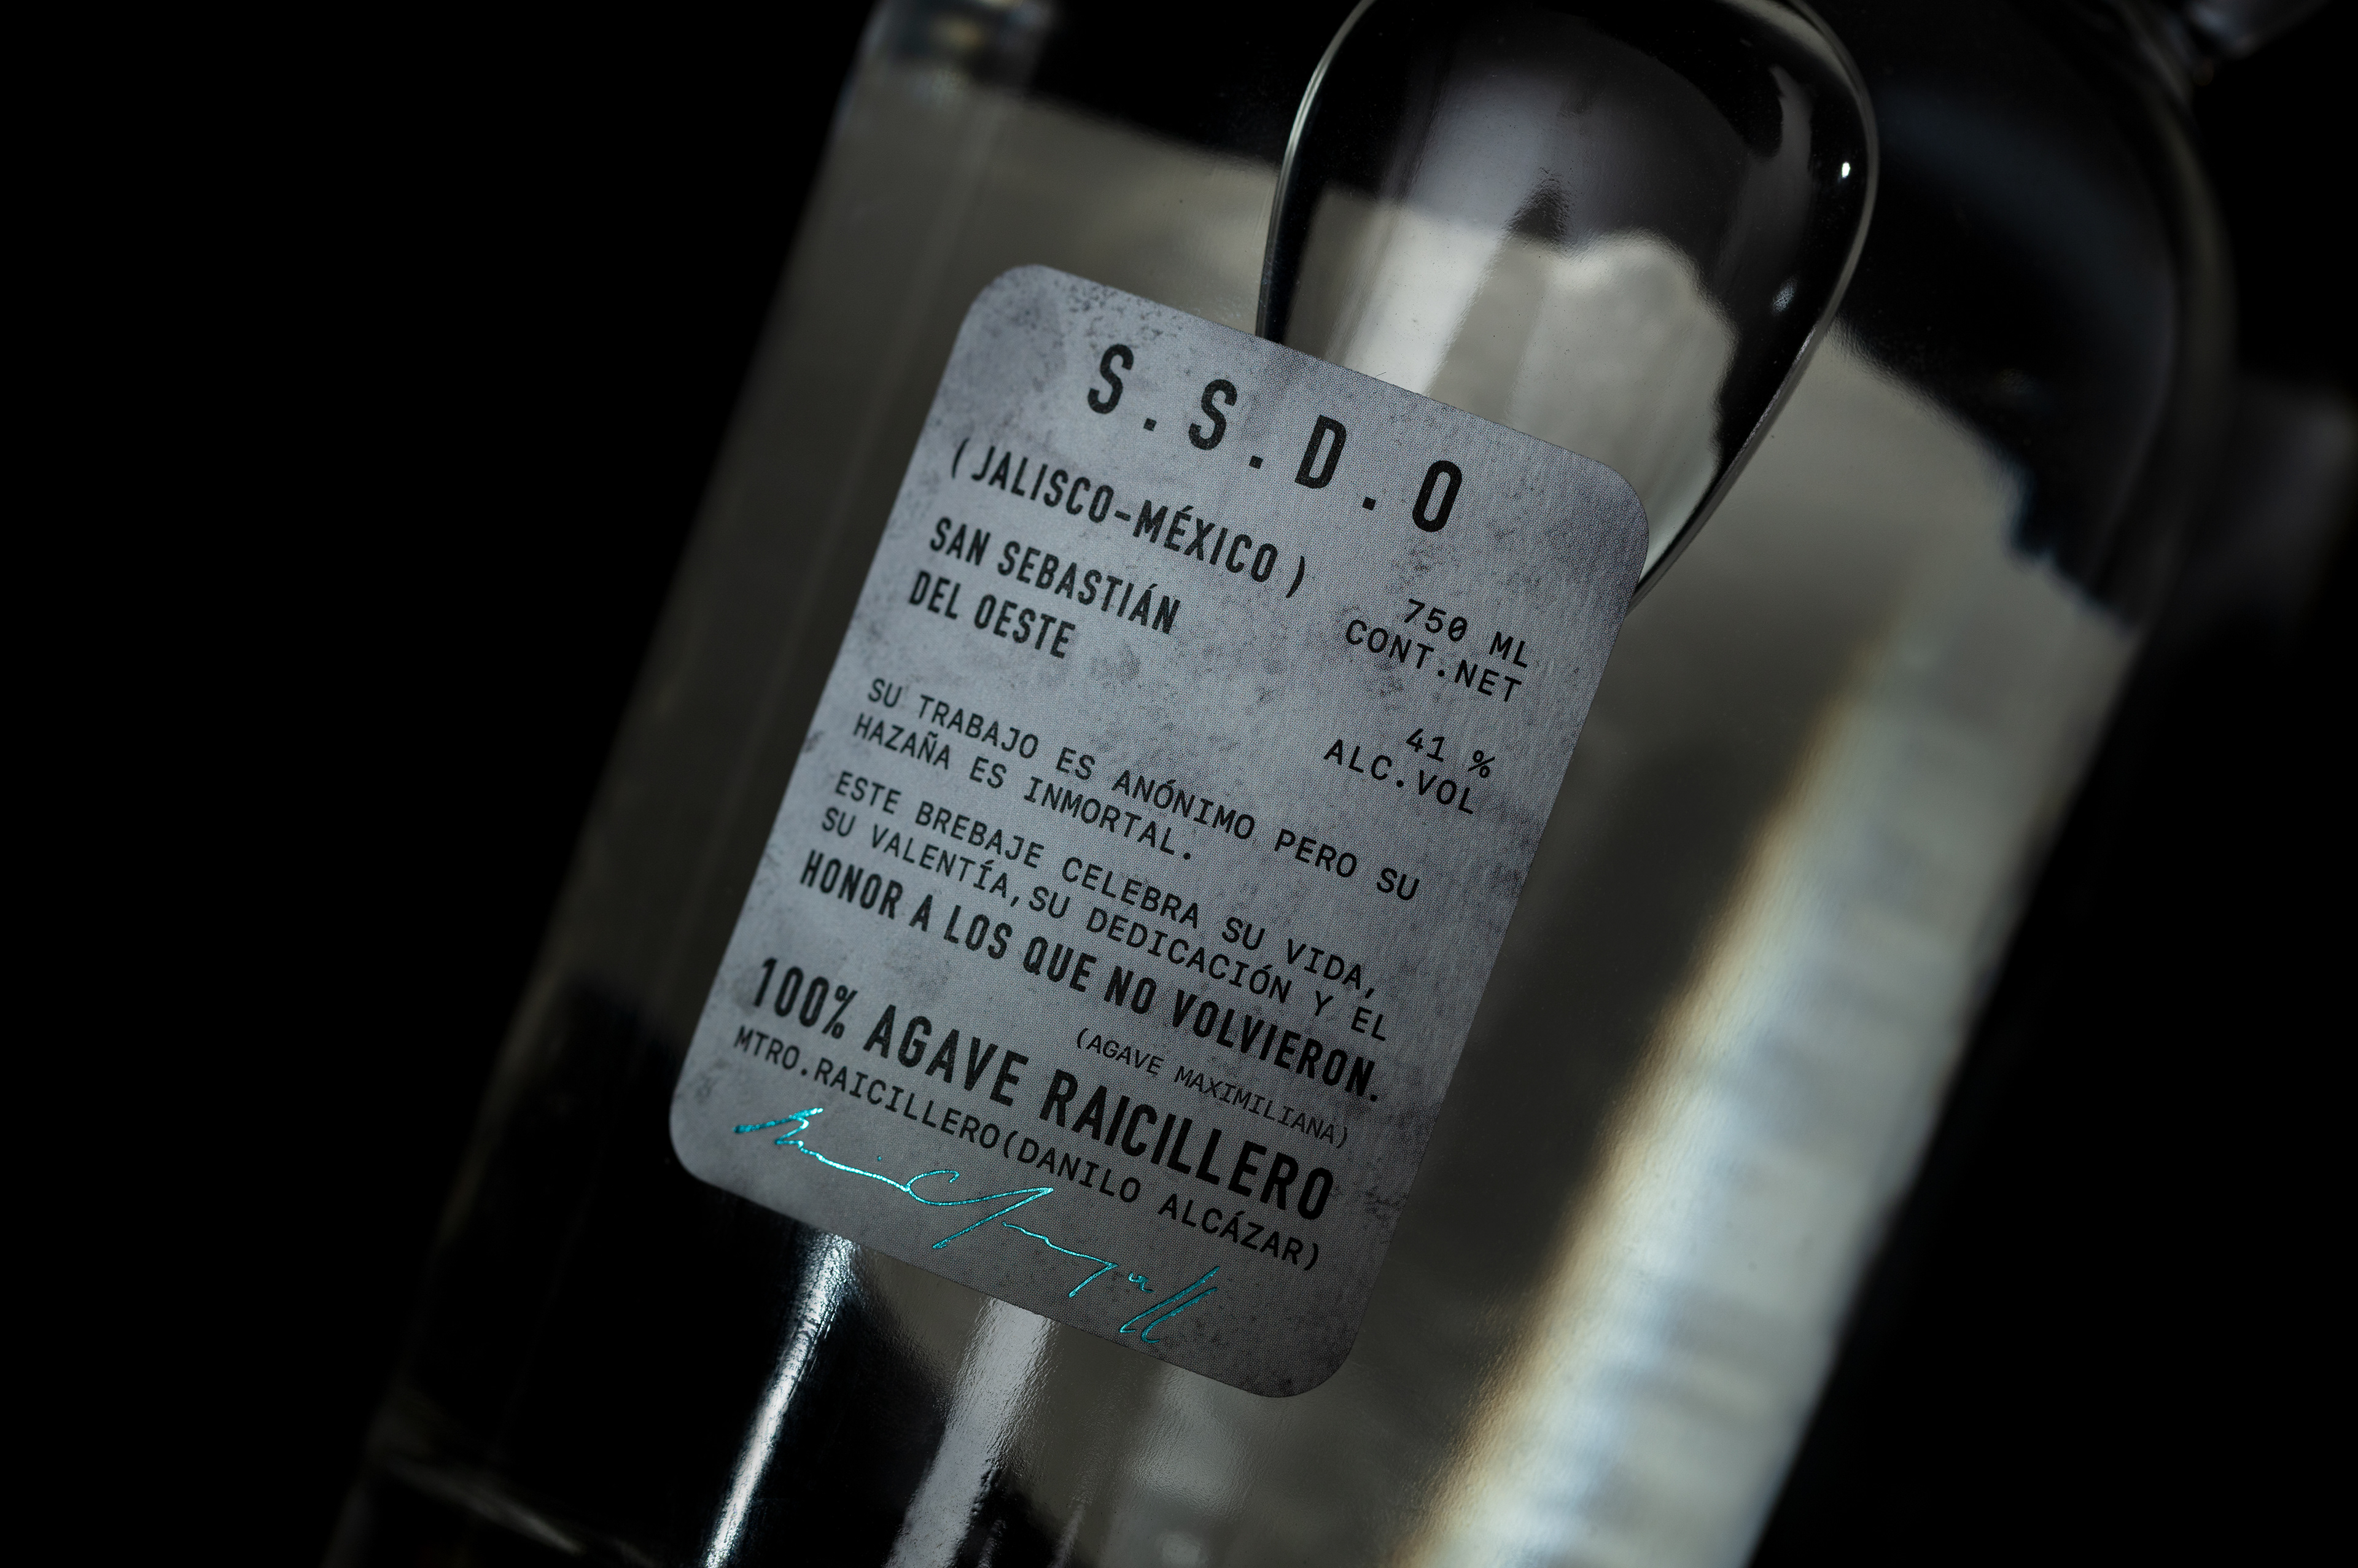 S.S.D.O
(JALISCO-MÉXICO)
SAN SEBASTIÁN
DEL OESTE
750 ML
CONT.NET
41 %
ALC.VOL
SU TRABAJO ES ANÓNIMO PERO SU
HAZAÑA ES INMORTAL.
ESTE BREBAJE CELEBRA SU VIDA,
SU VALENTÍA,SU DEDICACIÓN Y EL
HONOR A LOS QUE NO VOLVIERON.
(AGAVE MAXIMILIANA)
100% AGAVE RAICILLERO
MTRO.RAICILLERO(DANILO ALCÁZAR)